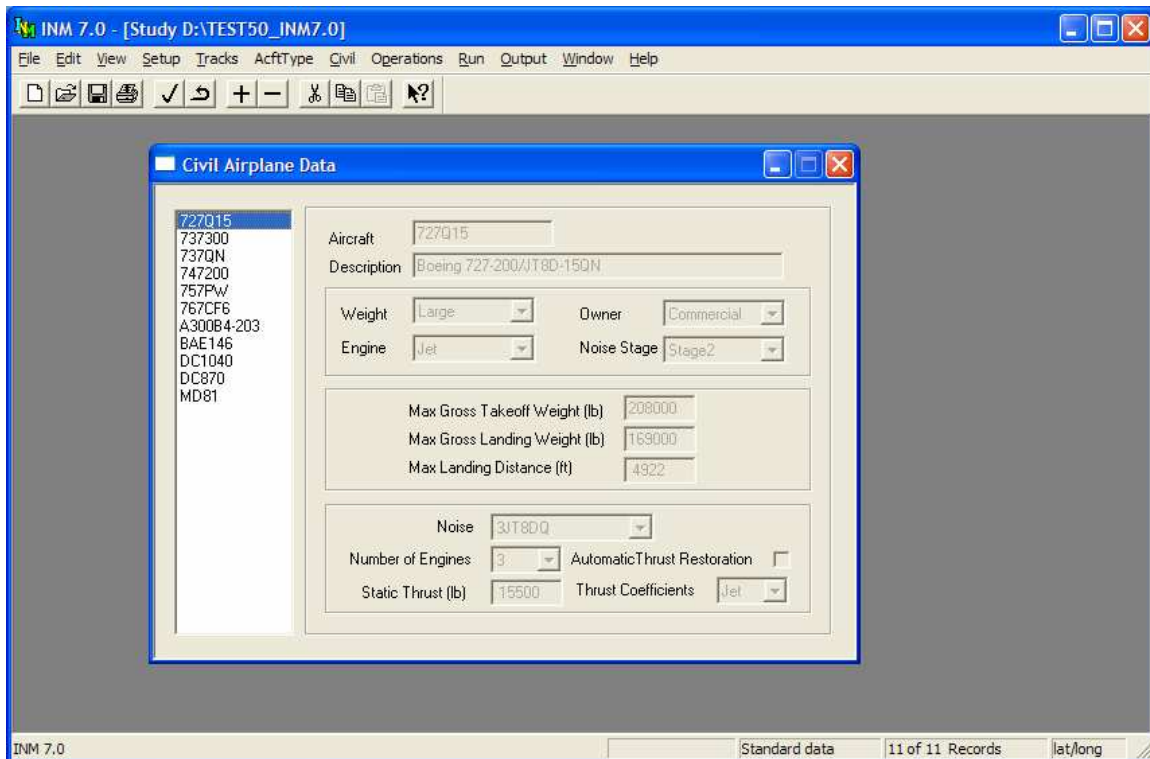 INM 7.0 - [Study D:\TEST50_INM7.0]
File Edit View Setup Tracks AcftType Civil Operations Run Output Window Help
Civil Airplane Data
727Q15
737300
737QN
747200
757PW
767CF6
A300B4-203
BAE146
DC1040
DC870
MD81
Aircraft 727Q15
Description Boeing 727-200/JT8D-15QN
Weight Large Owner Commercial
Engine Jet Noise Stage Stage2
Max Gross Takeoff Weight (lb) 208000
Max Gross Landing Weight (lb) 169000
Max Landing Distance (ft) 4922
Noise 3JT8DQ
Number of Engines 3 AutomaticThrust Restoration
Static Thrust (lb) 15500 Thrust Coefficients Jet
INM 7.0 Standard data 11 of 11 Records lat/long